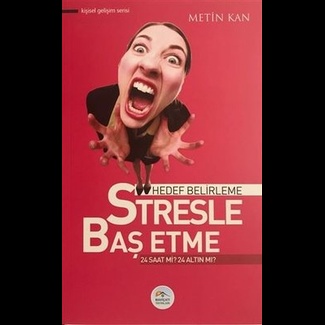 kişisel gelişim serisi
METİN KAN
HEDEF BELİRLEME
STRESLE
BAŞ ETME
24 SAAT Mİ? 24 ALTIN MI?